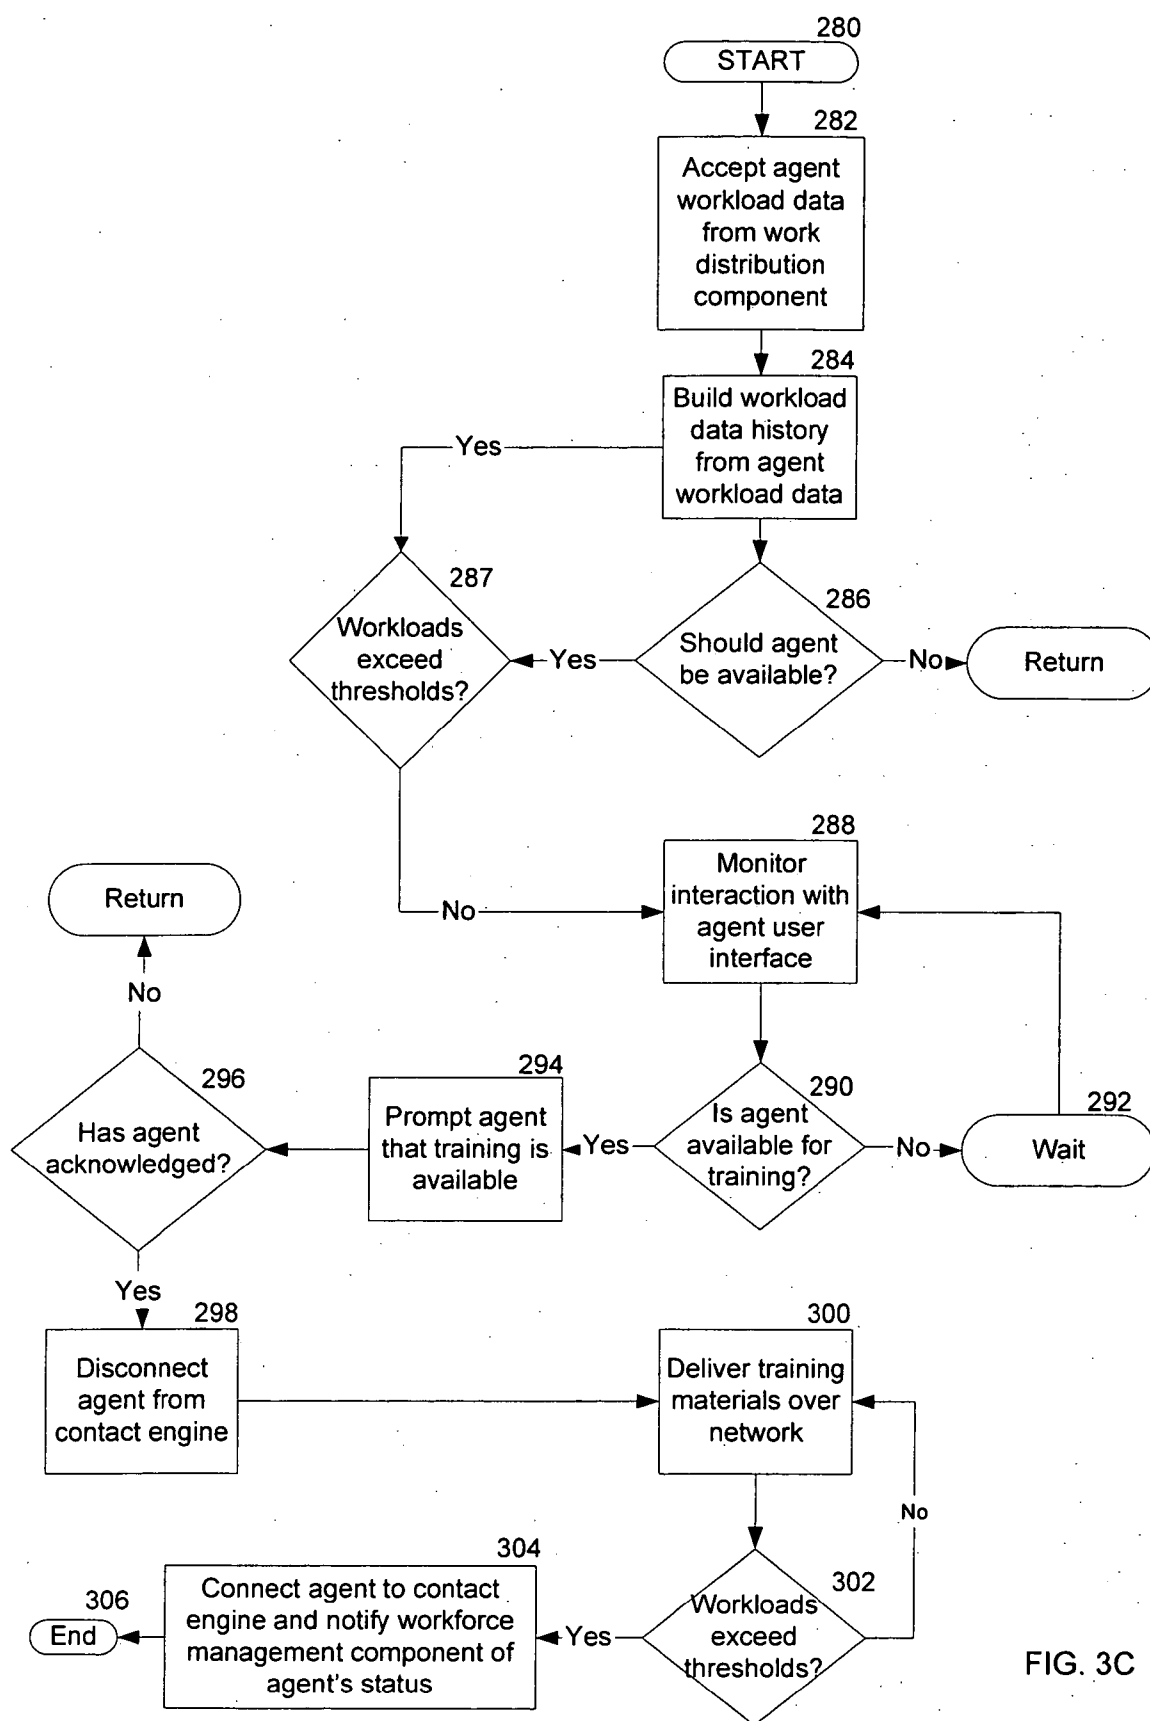 280
START
282
Accept agent
workload data
from work
distribution
component
284
Build workload
data history
from agent
workload data
Yes
287
Workloads
exceed
thresholds?
Yes
286
Should agent
be available?
No
Return
288
Monitor
interaction with
agent user
interface
No
Return
No
296
Has agent
acknowledged?
294
Prompt agent
that training is
available
Yes
290
Is agent
available for
training?
No
292
Wait
Yes
298
Disconnect
agent from
contact engine
300
Deliver training
materials over
network
No
302
Workloads
exceed
thresholds?
Yes
304
Connect agent to contact
engine and notify workforce
management component of
agent's status
306
End
FIG. 3C